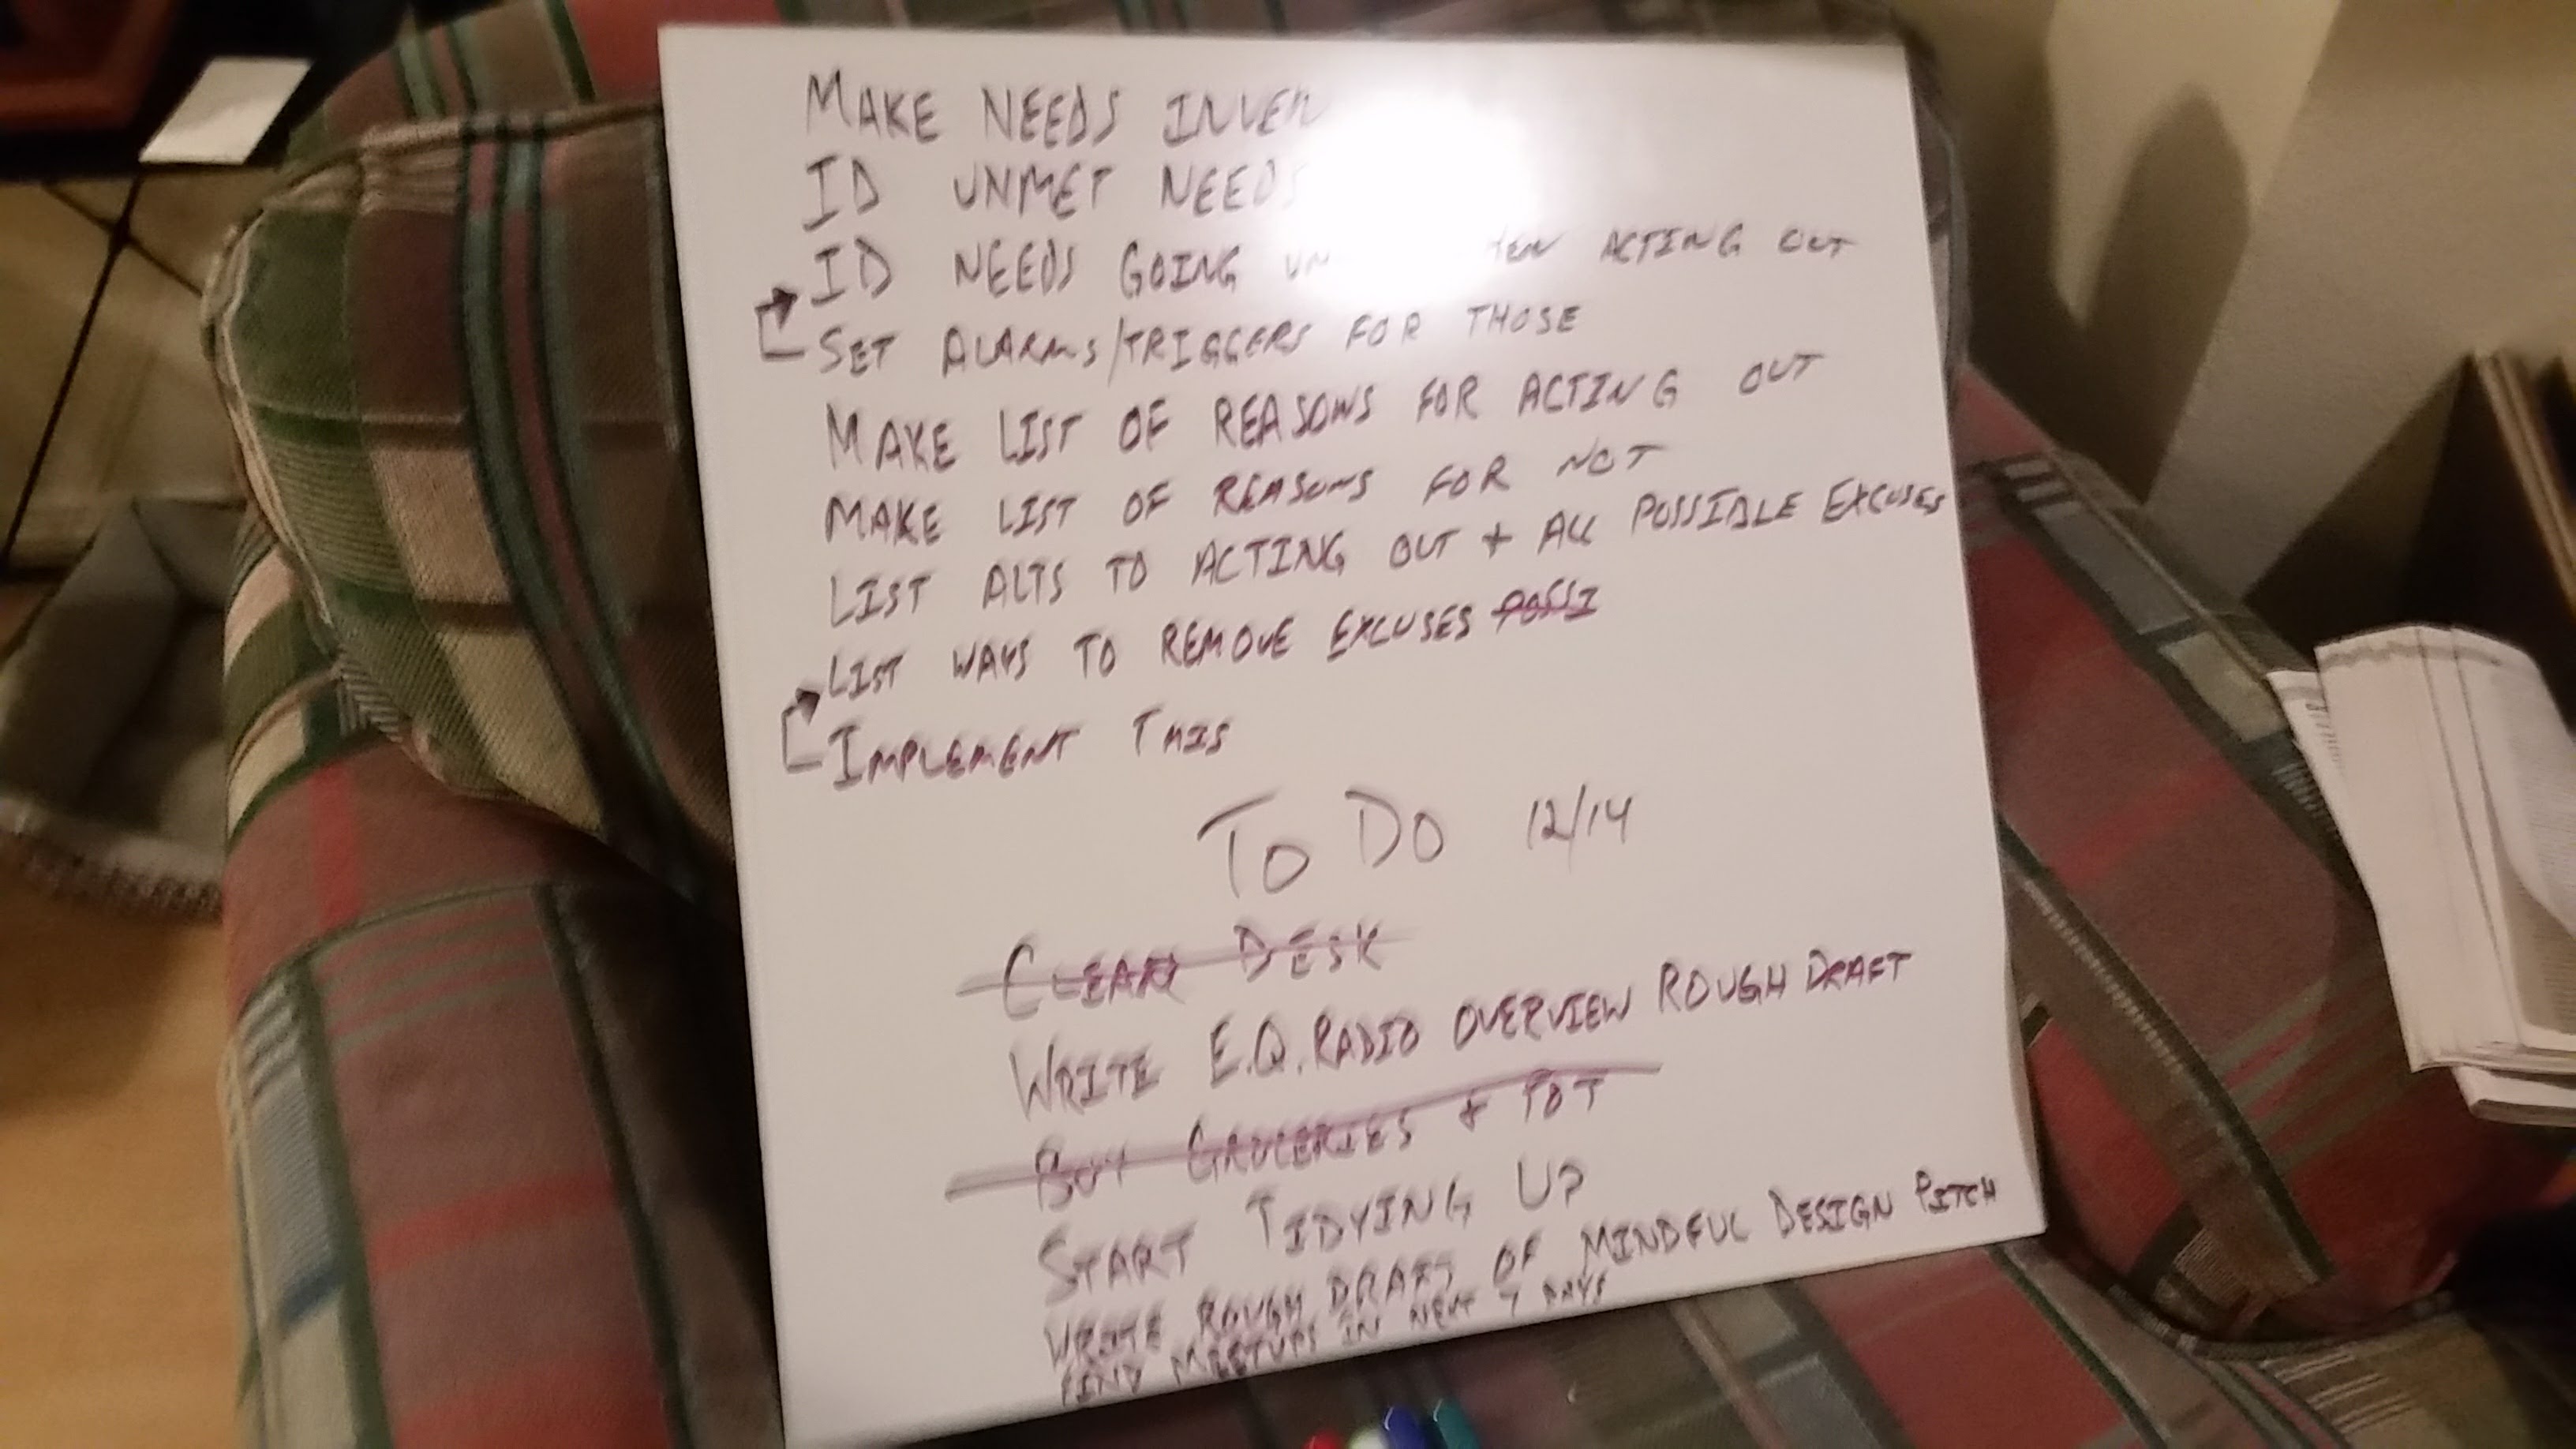 MAKE NEEDS INVEN
ID UNMET NEEDS
ID NEEDS GOING UN HEN ACTING OUT
SET ALARMS/TRIGGERS FOR THOSE
MAKE LIST OF REASONS FOR ACTING OUT
MAKE LIST OF REASONS FOR NOT
LIST ALTS TO ACTING OUT + ALL POSSIBLE EXCUSES
LIST WAYS TO REMOVE EXCUSES POSSI
IMPLEMENT THIS
TO DO 12/14
CLEAN DESK
WRITE E.Q. RADIO OVERVIEW ROUGH DRAFT
BUY GROCERIES + POT
START TIDYING UP
WRITE ROUGH DRAFT OF MINDFUL DESIGN PITCH
FIND MEETUPS IN NEXT 7 DAYS